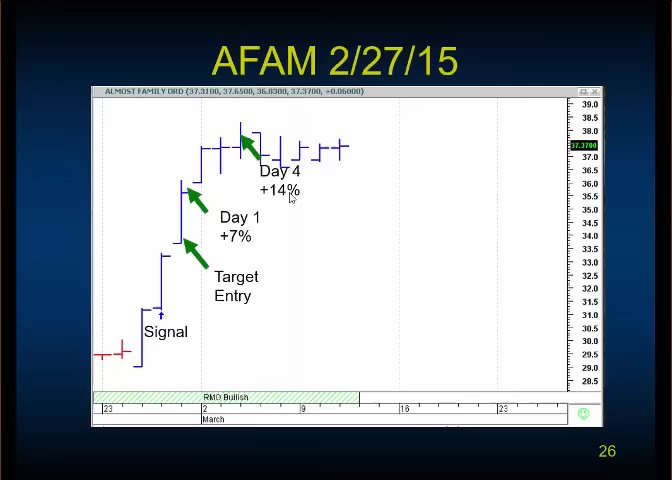 AFAM 2/27/15
ALMOST FAMILY ORD (37.3100, 37.6500, 36.8300, 37.3700, +0.06000)
39.0
38.5
38.0
37.3700
37.0
36.5
36.0
35.5
35.0
34.5
34.0
33.5
33.0
32.5
32.0
31.5
31.0
30.5
30.0
29.5
29.0
28.5
Day 4
+14%
Day 1
+7%
Target
Entry
Signal
RMO Bullish
23 2 9 16 23
March
26